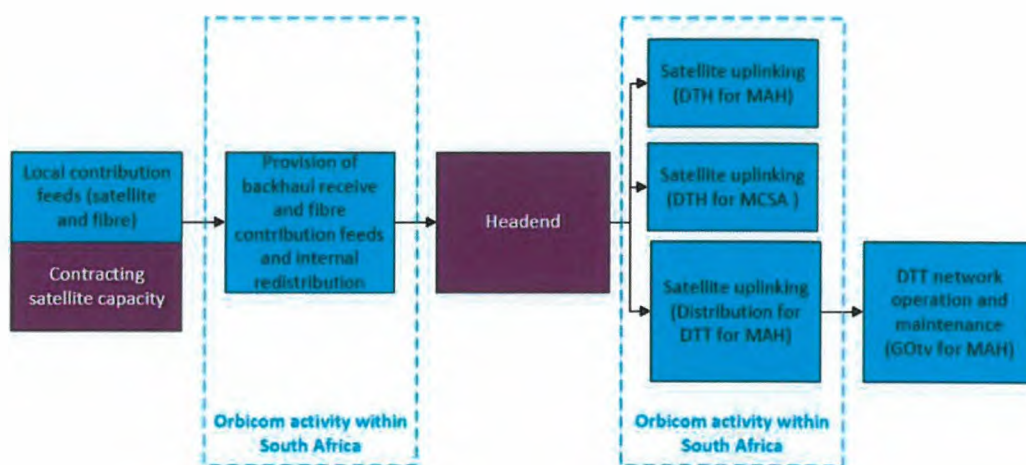 Local contribution
feeds (satellite
and fibre)
Contracting
satellite capacity
Provision of
backhaul receive
and fibre
contribution feeds
and internal
redistribution
Orbicom activity within
South Africa
Headend
Satellite uplinking
(DTH for MAH)
Satellite uplinking
(DTH for MCSA )
Satellite uplinking
(Distribution for
DTT for MAH)
Orbicom activity within
South Africa
DTT network
operation and
maintenance
(GOtv for MAH)